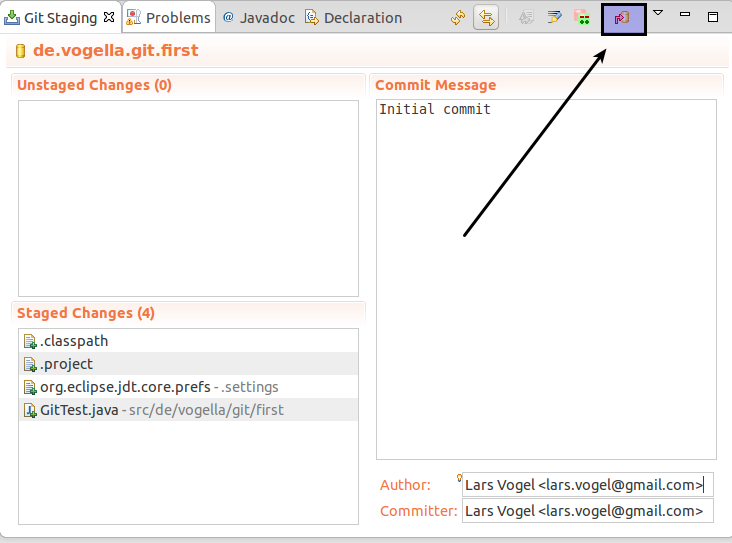 Git Staging Problems @ Javadoc Declaration
de.vogella.git.first
Unstaged Changes (0)
Commit Message
Initial commit
Staged Changes (4)
.classpath
.project
org.eclipse.jdt.core.prefs - .settings
GitTest.java - src/de/vogella/git/first
Author: Lars Vogel <lars.vogel@gmail.com>
Committer: Lars Vogel <lars.vogel@gmail.com>